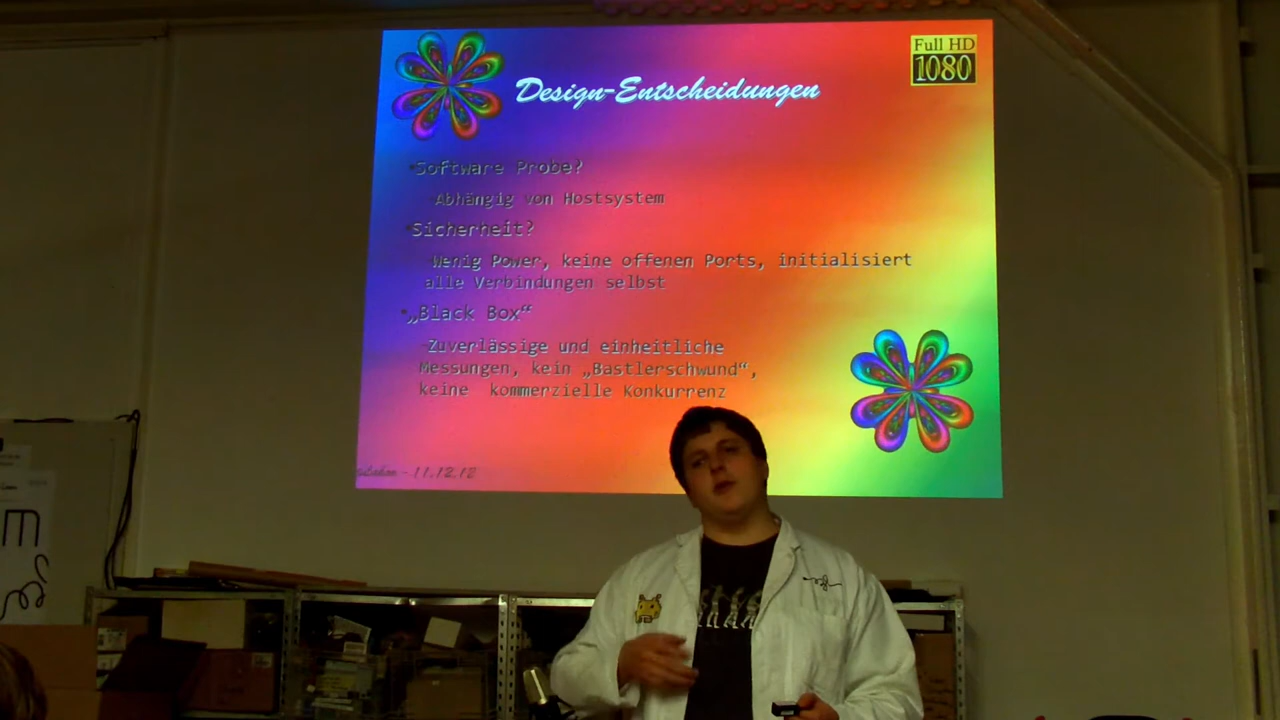 Full HD
1080
Design-Entscheidungen
•Software Probe?
Abhängig von Hostsystem
•Sicherheit?
Wenig Power, keine offenen Ports, initialisiert
alle Verbindungen selbst
•„Black Box“
Zuverlässige und einheitliche
Messungen, kein „Bastlerschwund“,
keine kommerzielle Konkurrenz
11.12.12